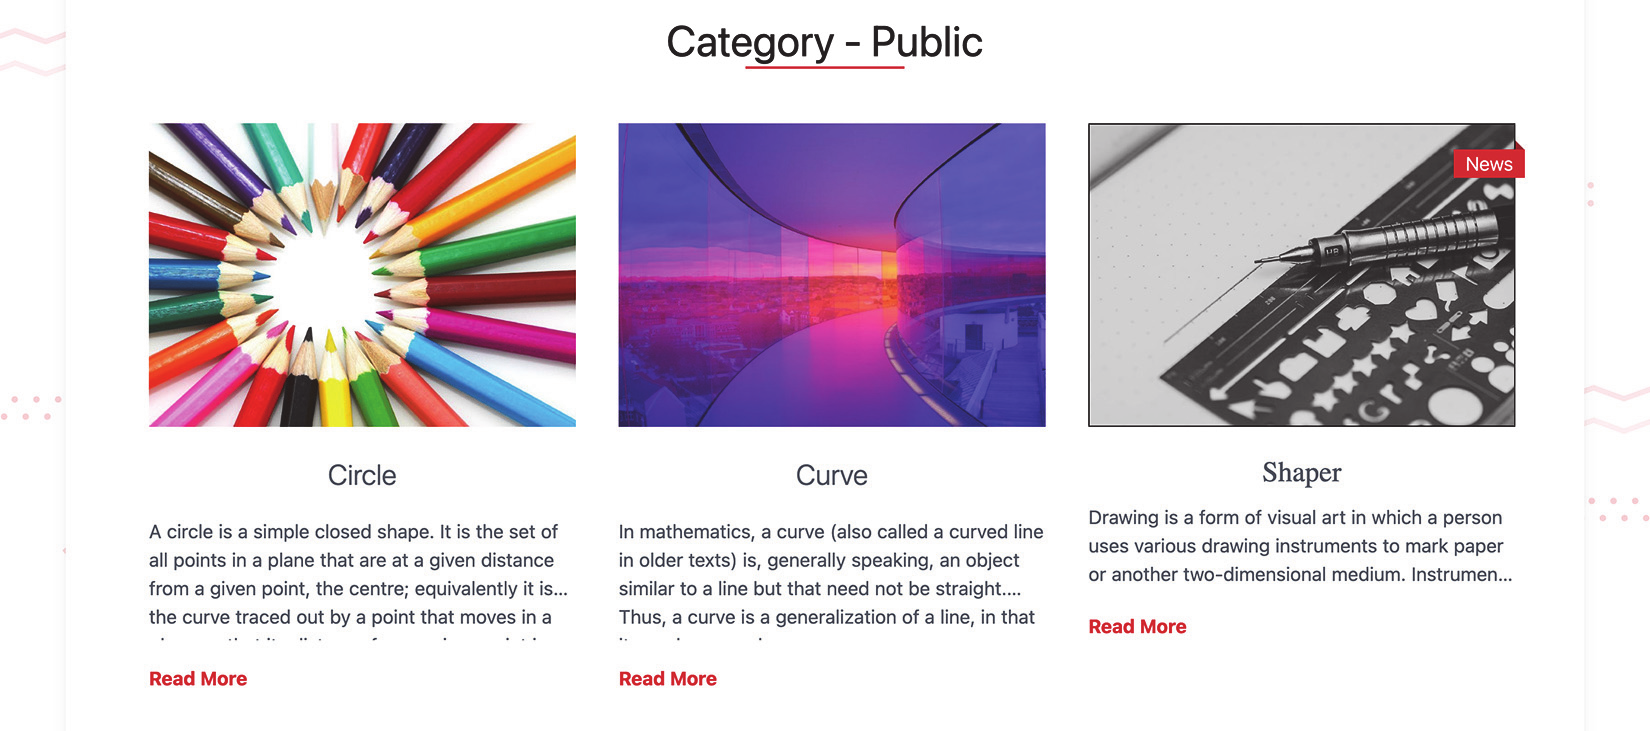 Category - Public
News
Circle
A circle is a simple closed shape. It is the set of
all points in a plane that are at a given distance
from a given point, the centre; equivalently it is...
the curve traced out by a point that moves in a
Read More
Curve
In mathematics, a curve (also called a curved line
in older texts) is, generally speaking, an object
similar to a line but that need not be straight....
Thus, a curve is a generalization of a line, in that
Read More
Shaper
Drawing is a form of visual art in which a person
uses various drawing instruments to mark paper
or another two-dimensional medium. Instrumen...
Read More